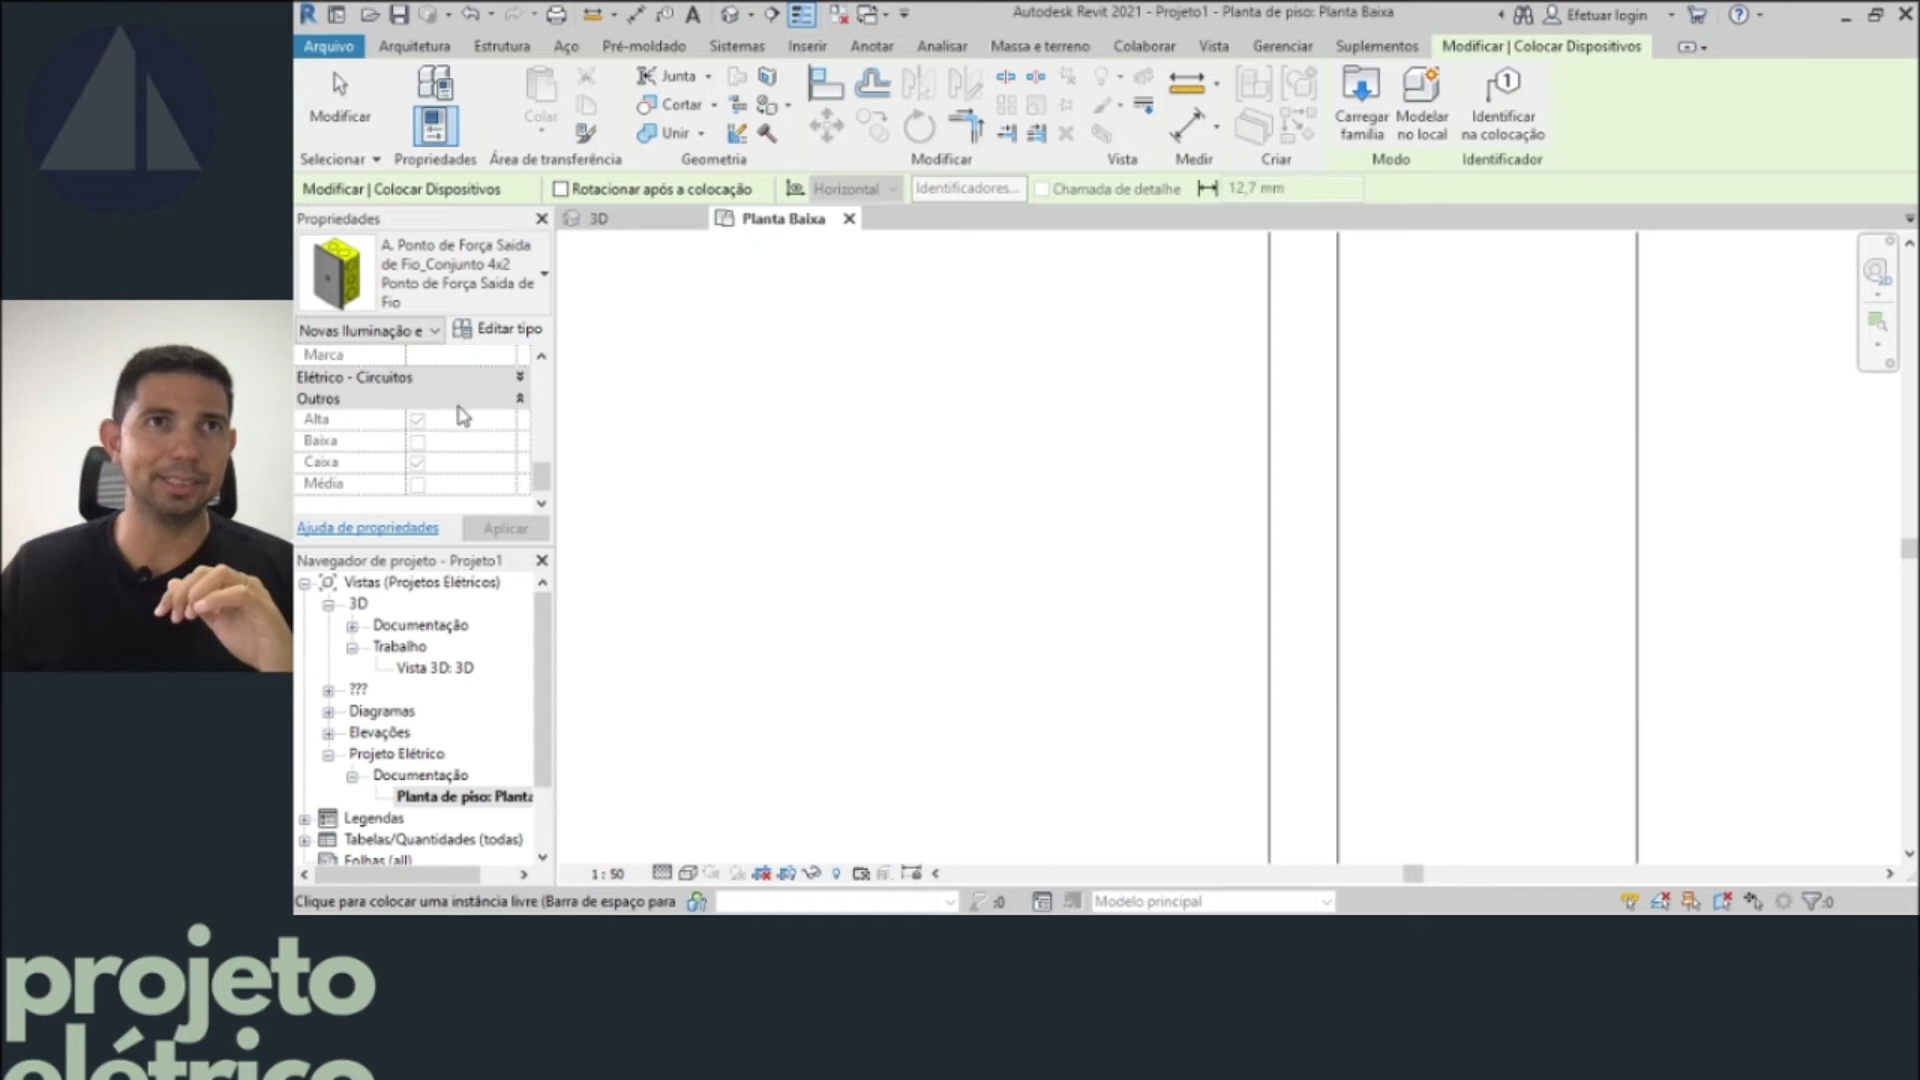 Autodesk Revit 2021 - Projeto1 - Planta de piso: Planta Baixa
Efetuar login
Arquivo Arquitetura Estrutura Aço Pré-moldado Sistemas Inserir Anotar Analisar Massa e terreno Colaborar Vista Gerenciar Suplementos Modificar | Colocar Dispositivos
Modificar
Colar
Junta
Cortar
Unir
Carregar família
Modelar no local
Identificar na colocação
Selecionar Propriedades Área de transferência Geometria Modificar Vista Medir Criar Modo Identificador
Modificar | Colocar Dispositivos Rotacionar após a colocação Horizontal Identificadores... Chamada de detalhe 12,7 mm
Propriedades
3D
Planta Baixa
A. Ponto de Força Saída
de Fio_Conjunto 4x2
Ponto de Força Saída de
Fio
Novas Iluminação e Editar tipo
Marca
Elétrico - Circuitos
Outros
Alta
Baixa
Caixa
Média
Ajuda de propriedades Aplicar
Navegador de projeto - Projeto1
Vistas (Projetos Elétricos)
3D
Documentação
Trabalho
Vista 3D: 3D
???
Diagramas
Elevações
Projeto Elétrico
Documentação
Planta de piso: Planta
Legendas
Tabelas/Quantidades (todas)
Folhas (all)
1 : 50
Clique para colocar uma instância livre (Barra de espaço para :0 Modelo principal :0
projeto
elétrico